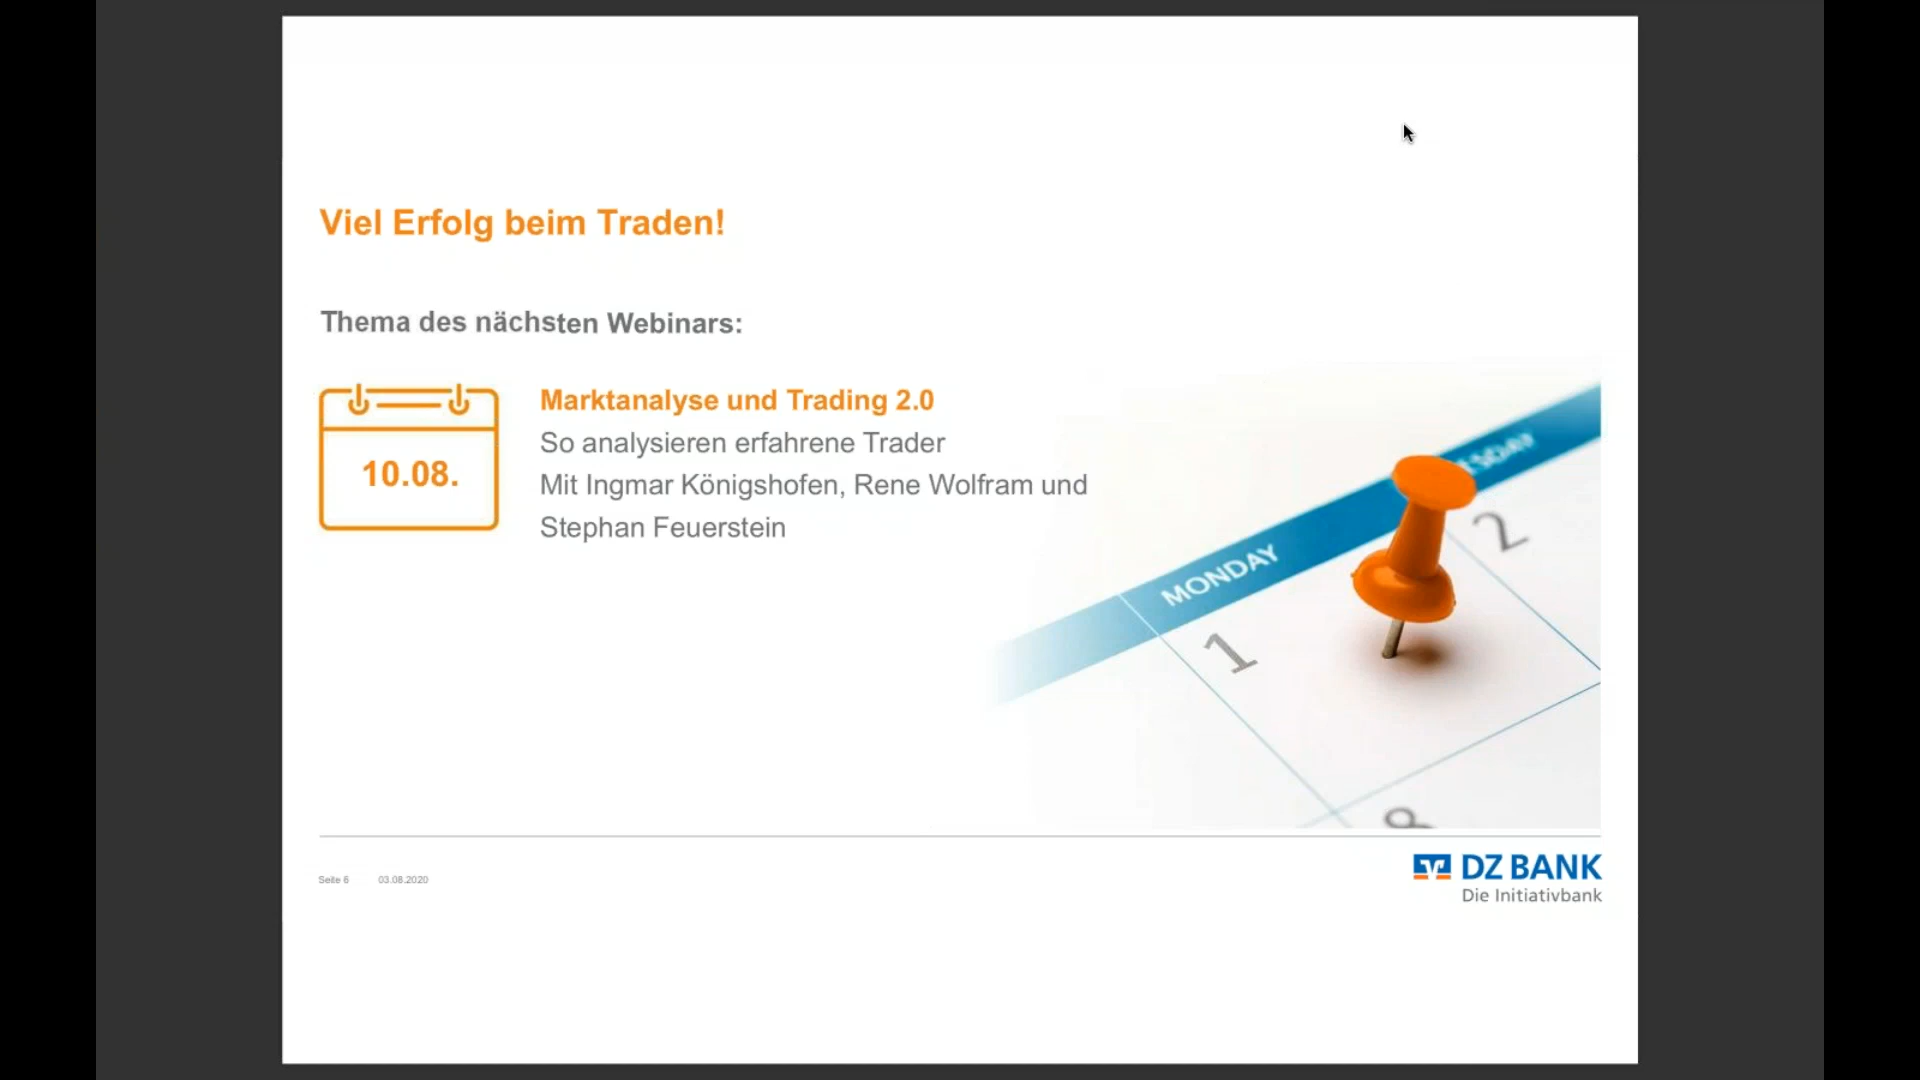 Viel Erfolg beim Traden!
Thema des nächsten Webinars:
10.08.
Marktanalyse und Trading 2.0
So analysieren erfahrene Trader
Mit Ingmar Königshofen, Rene Wolfram und
Stephan Feuerstein
MONDAY
1
2
Seite 6 03.08.2020
DZ BANK
Die Initiativbank